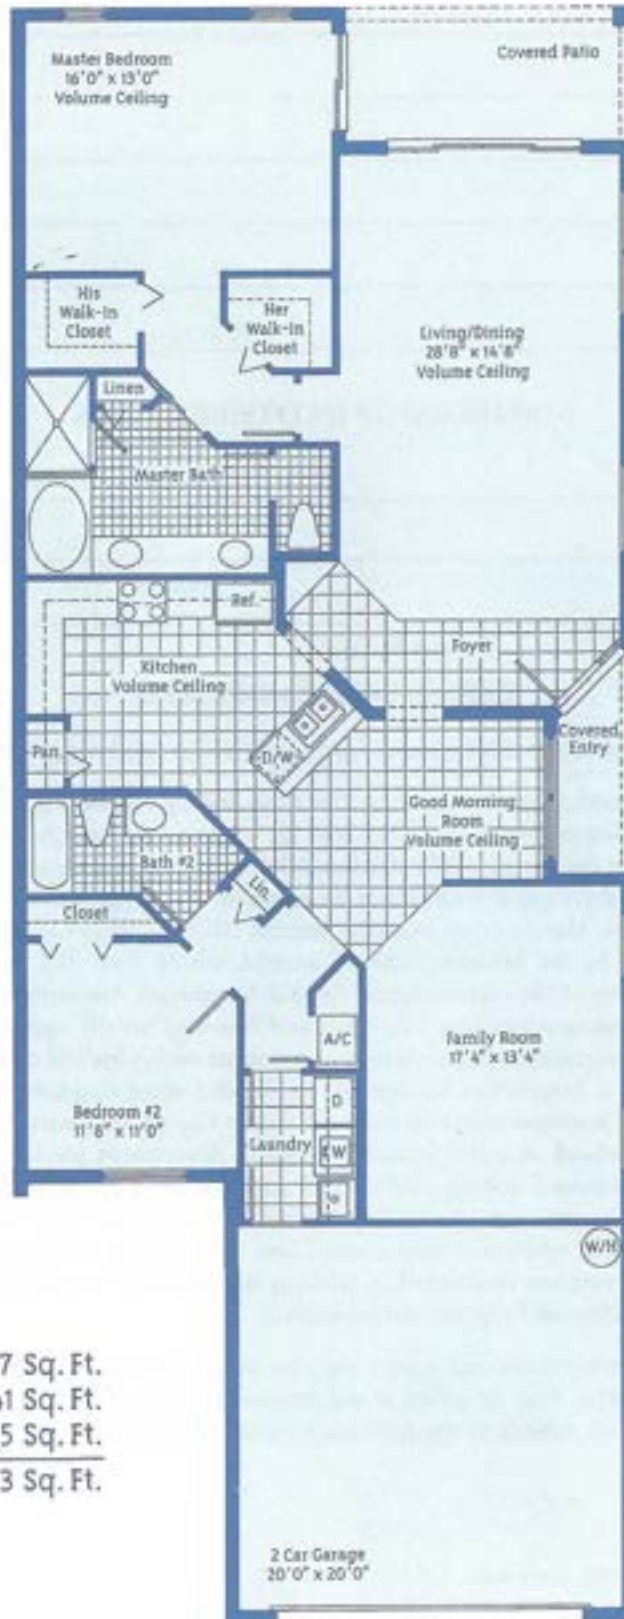 Master Bedroom
16'0" x 13'0"
Volume Ceiling
Covered Patio
His
Walk-In
Closet
Her
Walk-In
Closet
Living/Dining
28'8" x 14'8"
Volume Ceiling
Linen
Master Bath
Ref.
Kitchen
Volume Ceiling
Foyer
Pan.
D/W
Covered
Entry
Good Morning
Room
Volume Ceiling
Bath #2
Lin.
Closet
A/C
Family Room
17'4" x 13'4"
D
Bedroom #2
11'8" x 11'0"
Laundry
W
W/H
7 Sq. Ft.
1 Sq. Ft.
5 Sq. Ft.
3 Sq. Ft.
2 Car Garage
20'0" x 20'0"